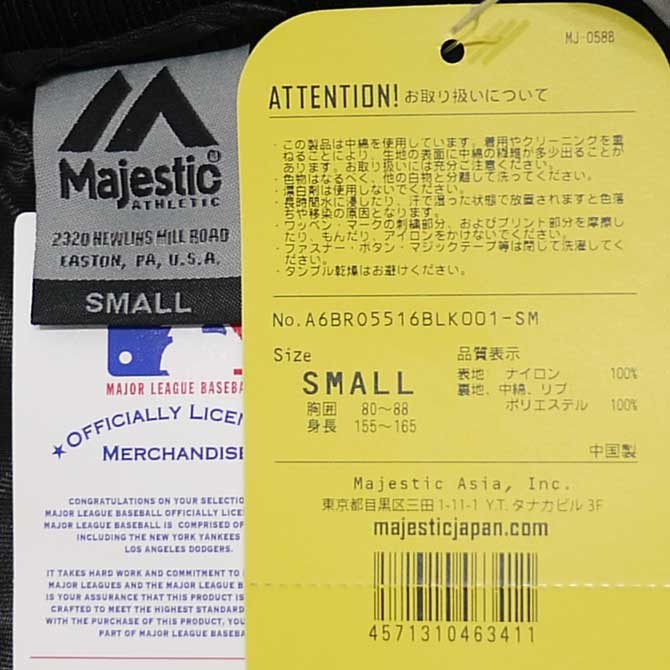 Majestic
ATHLETIC
2320 NEWLINS MILL ROAD
EASTON, PA, U.S.A.
SMALL
MAJOR LEAGUE BASEBA
OFFICIALLY LICEN
MERCHANDISE
CONGRATULATIONS ON YOUR SELECTIO
MAJOR LEAGUE BASEBALL OFFICIALLY LICE
MAJOR LEAGUE BASEBALL IS COMPRISED OF
INCLUDING THE NEW YORK YANKEES
LOS ANGELES DODGERS.
IT TAKES HARD WORK AND COMMITMENT TO
MAJOR LEAGUES AND THE MAJOR LEAGUE B
IS YOUR ASSURANCE THAT THIS PRODUCT IS
CRAFTED TO MEET THE HIGHEST STANDARD
WITH THE PURCHASE OF THIS PRODUCT, YOU
PART OF MAJOR LEAGUE BASEBA
MJ-058B
ATTENTION! お取り扱いについて
・この製品は中綿を使用しています。着用やクリーニングを重
ねることにより、生地の表面に中綿の繊維が多少出ることが
あります。お取り扱いには充分ご注意ください。
・色物はなるべく、他の白物と分離して洗ってください。
・漂白剤は使用しないでください。
・長時間水に浸したり、汗で湿った状態で放置されますと色落
ちや移染の原因となります。
・ワッペン・マークの刺繍部分、およびプリント部分を摩擦し
たり、もんだり、アイロンをかけないでください。
・ファスナー・ボタン・マジックテープ等は閉じて洗濯してく
ださい。
・タンブル乾燥はお避けください。
No.A6BR05516BLK001-SM
Size
SMALL
胸囲 80〜88
身長 155〜165
品質表示
表地 ナイロン 100%
裏地、中綿、リブ
ポリエステル 100%
中国製
Majestic Asia, Inc.
東京都目黒区三田1-11-1 Y.T.タナカビル 3F
majesticjapan.com
4571310463411